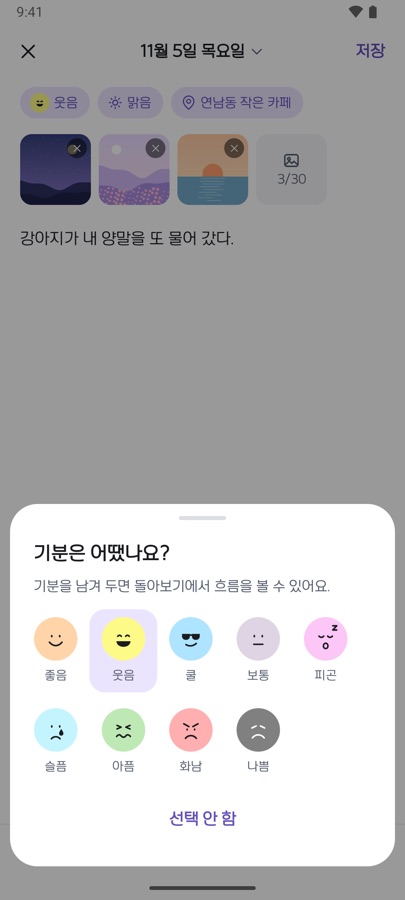 9:41
11월 5일 목요일
저장
웃음
맑음
연남동 작은 카페
3/30
강아지가 내 양말을 또 물어 갔다.
기분은 어땠나요?
기분을 남겨 두면 돌아보기에서 흐름을 볼 수 있어요.
좋음
웃음
쿨
보통
피곤
슬픔
아픔
화남
나쁨
선택 안 함